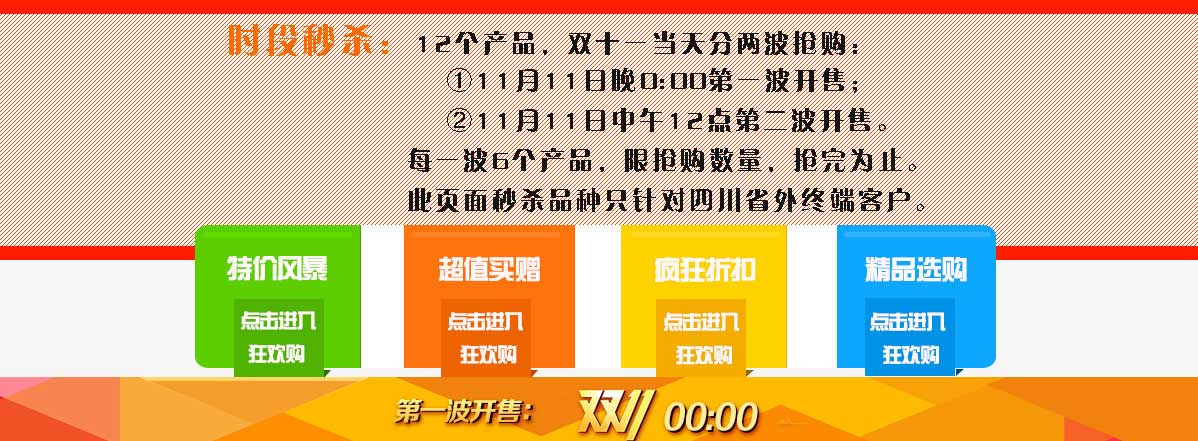 时段秒杀：12个产品，双十一当天分两波抢购：
①11月11日晚0:00第一波开售；
②11月11日中午12点第二波开售。
每一波6个产品，限抢购数量，抢完为止。
此页面秒杀品种只针对四川省外终端客户。
特价风暴
点击进入
狂欢购
超值买赠
点击进入
狂欢购
疯狂折扣
点击进入
狂欢购
精品选购
点击进入
狂欢购
第一波开售： 双11 00:00